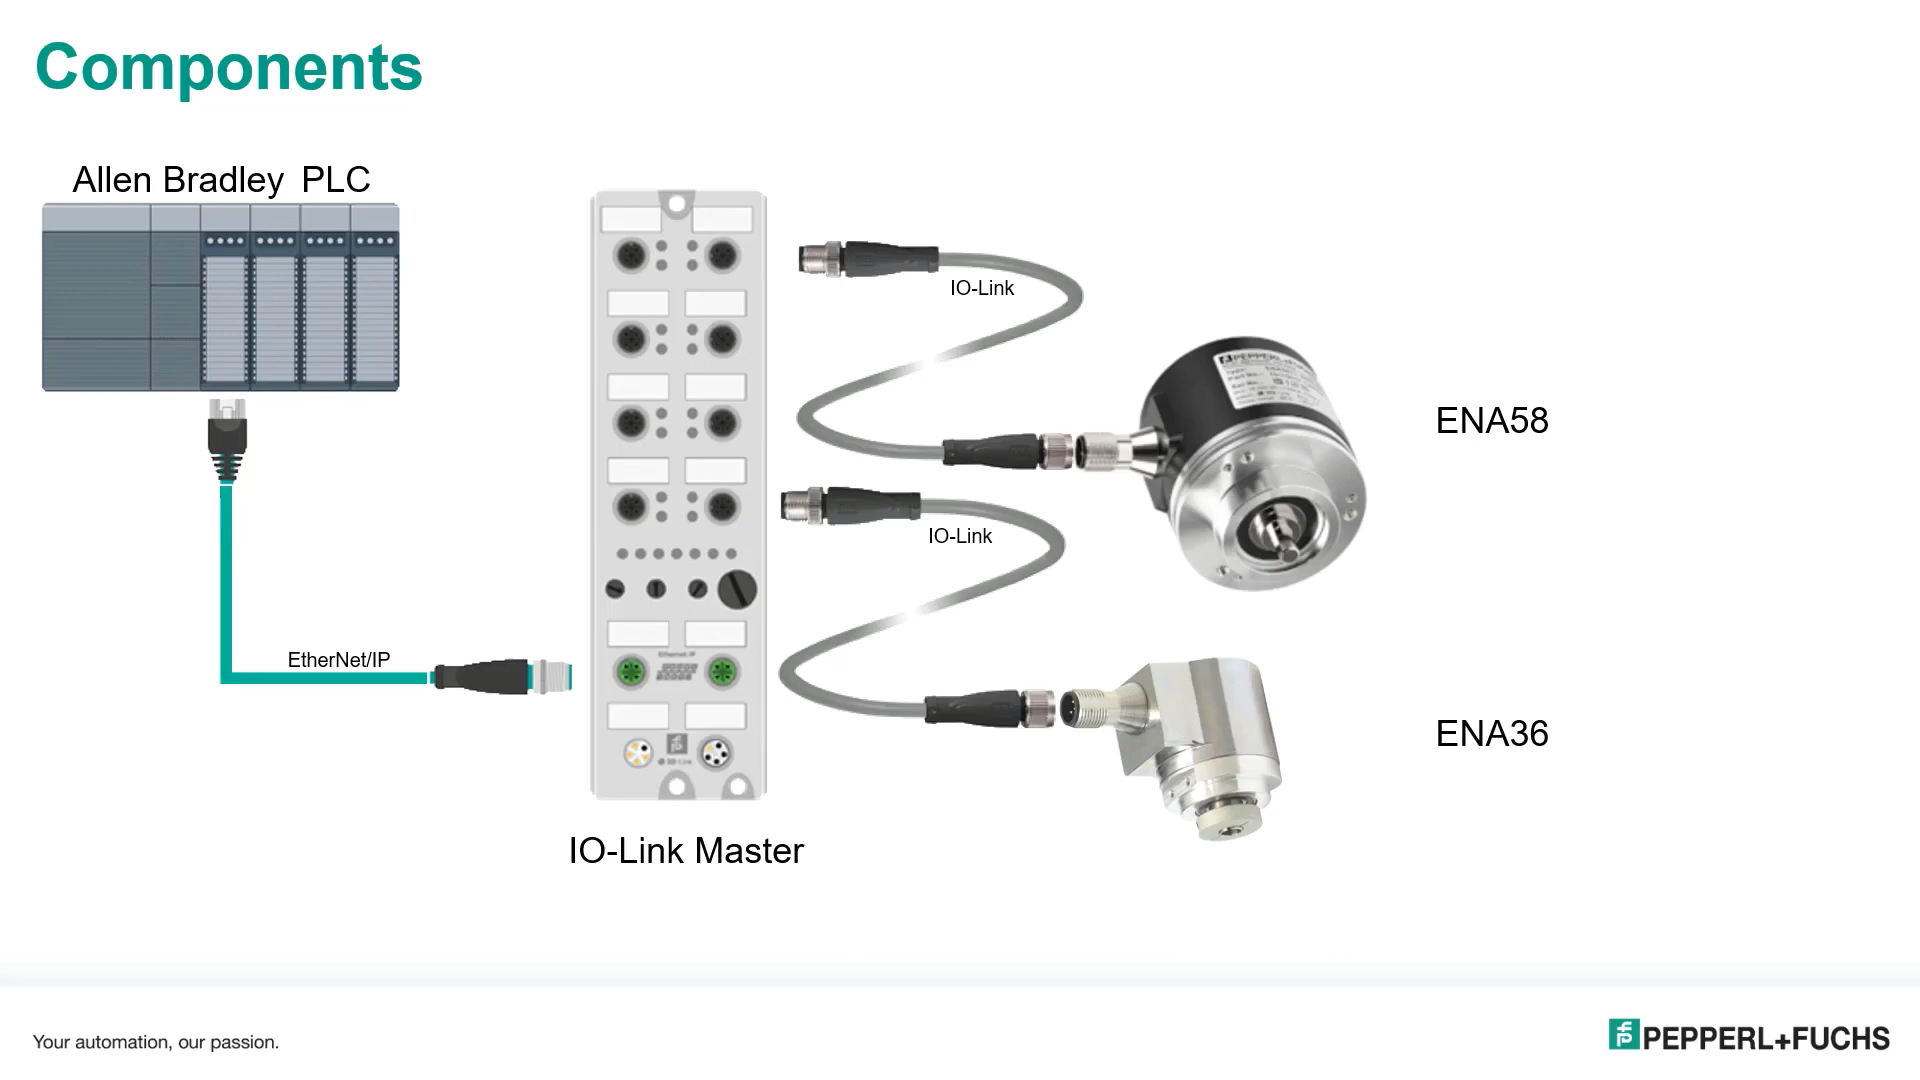 Components
Allen Bradley PLC
IO-Link
ENA58
IO-Link
EtherNet/IP
ENA36
IO-Link Master
Your automation, our passion.
PEPPERL+FUCHS